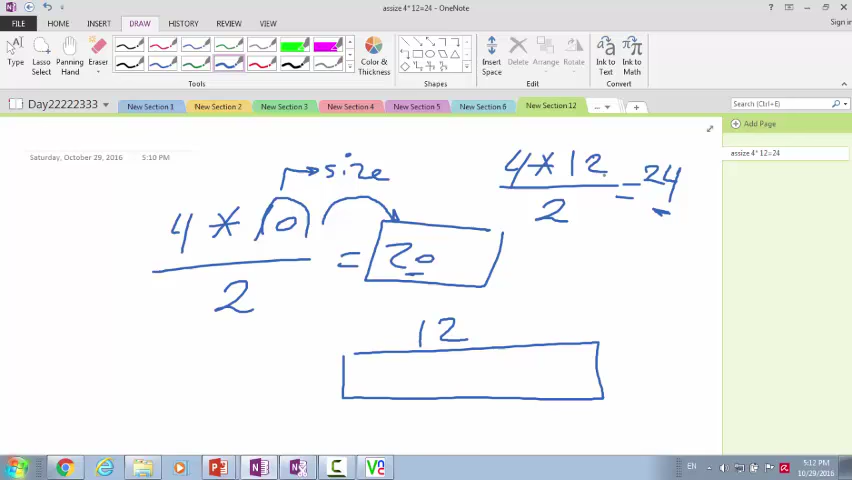 assize 4* 12=24 - OneNote
Sign in
FILE HOME INSERT DRAW HISTORY REVIEW VIEW
Type Lasso Select Panning Hand Eraser Color & Thickness Insert Space Delete Arrange Rotate Ink to Text Ink to Math
Tools Shapes Edit Convert
Day22222333 New Section 1 New Section 2 New Section 3 New Section 4 New Section 5 New Section 6 New Section 12 ... Search (Ctrl+E)
Add Page
assize 4* 12=24
Saturday, October 29, 2016 5:10 PM
size
4 * 12
= 24
2
4 * 0
= 20
2
12
EN 5:12 PM
10/29/2016